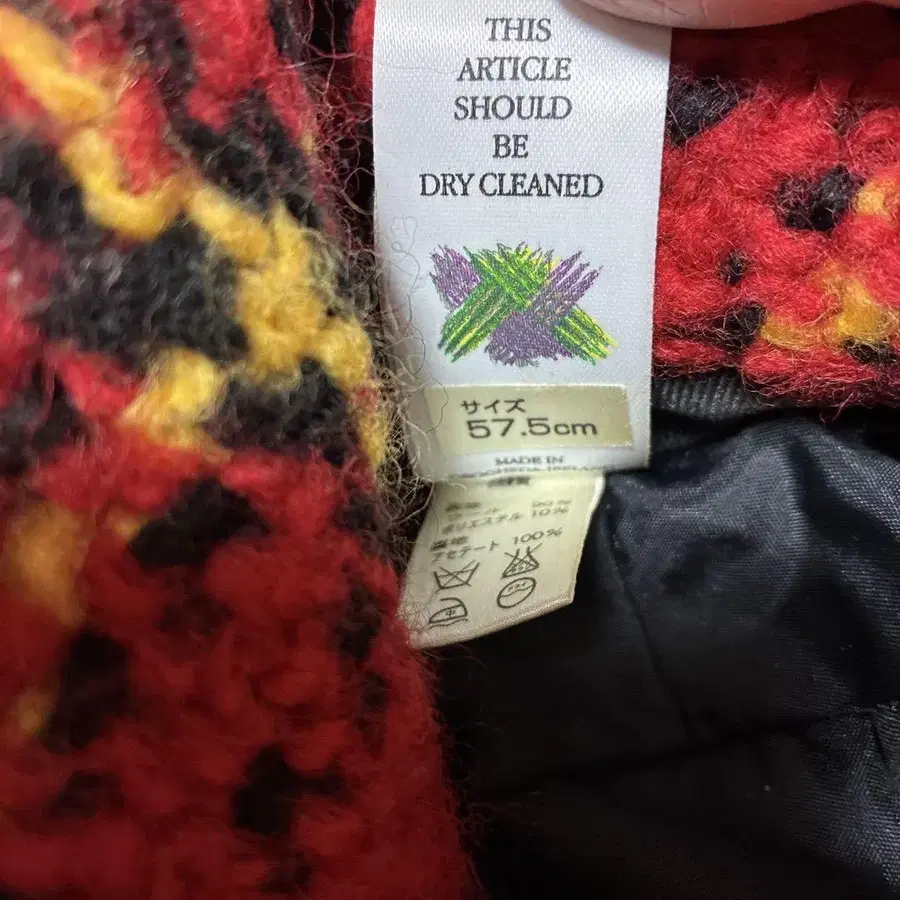 THIS
ARTICLE
SHOULD
BE
DRY CLEANED
サイズ
57.5cm
MADE IN
90%
ポリエステル 10%
アセテート 100%